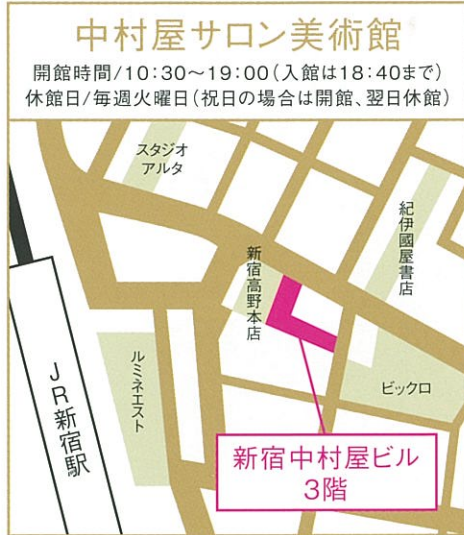 中村屋サロン美術館
開館時間/10:30～19:00(入館は18:40まで)
休館日/毎週火曜日(祝日の場合は開館、翌日休館)
スタジオ
アルタ
紀伊國屋書店
新宿高野本店
ルミネエスト
ビックロ
JR新宿駅
新宿中村屋ビル
3階